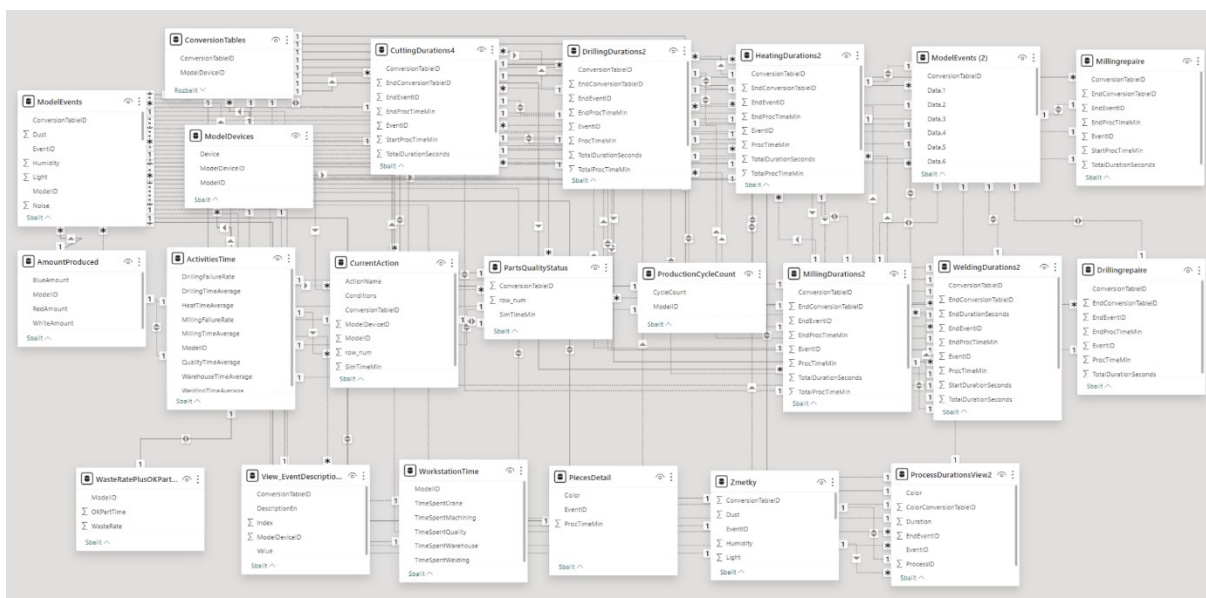 ConversionTables
ConversionTableID
ModelDeviceID
Rozbalit
CuttingDurations4
ConversionTableID
Σ EndConversionTableID
Σ EndEventID
Σ EndProcTimeMin
Σ EventID
Σ StartProcTimeMin
Σ TotalDurationSeconds
Sbalit
DrillingDurations2
ConversionTableID
Σ EndConversionTableID
Σ EndEventID
Σ EndProcTimeMin
Σ EventID
Σ ProcTimeMin
Σ TotalDurationSeconds
Σ TotalProcTimeMin
Sbalit
HeatingDurations2
ConversionTableID
Σ EndConversionTableID
Σ EndEventID
Σ EndProcTimeMin
Σ EventID
Σ ProcTimeMin
Σ TotalDurationSeconds
Σ TotalProcTimeMin
Sbalit
ModelEvents (2)
ConversionTableID
Data.1
Data.2
Data.3
Data.4
Data.5
Data.6
Sbalit
Millingrepaire
ConversionTableID
Σ EndConversionTableID
Σ EndEventID
Σ EndProcTimeMin
Σ EventID
Σ StartProcTimeMin
Σ TotalDurationSeconds
Sbalit
ModelEvents
ConversionTableID
Σ Dust
EventID
Σ Humidity
Σ Light
ModelID
Σ Noise
Sbalit
ModelDevices
Device
ModelDeviceID
ModelID
Sbalit
AmountProduced
BlueAmount
ModelID
RedAmount
WhiteAmount
Sbalit
ActivitiesTime
DrillingFailureRate
DrillingTimeAverage
HeatTimeAverage
MillingFailureRate
MillingTimeAverage
ModelID
QualityTimeAverage
WarehouseTimeAverage
WeldingTimeAverage
Sbalit
CurrentAction
ActionName
Conditions
ConversionTableID
Σ ModelDeviceID
Σ ModelID
Σ row_num
Σ SimTimeMin
Sbalit
PartsQualityStatus
Σ ConversionTableID
Σ row_num
SimTimeMin
Sbalit
ProductionCycleCount
CycleCount
ModelID
Sbalit
MillingDurations2
ConversionTableID
Σ EndConversionTableID
Σ EndEventID
Σ EndProcTimeMin
Σ EventID
Σ ProcTimeMin
Σ TotalDurationSeconds
Σ TotalProcTimeMin
Sbalit
WeldingDurations2
ConversionTableID
Σ EndConversionTableID
Σ EndDurationSeconds
Σ EndEventID
Σ EndProcTimeMin
Σ EventID
Σ ProcTimeMin
Σ StartDurationSeconds
Σ TotalDurationSeconds
Sbalit
Drillingrepaire
ConversionTableID
Σ EndConversionTableID
Σ EndEventID
Σ EndProcTimeMin
Σ EventID
Σ ProcTimeMin
Σ TotalDurationSeconds
Sbalit
WasteRatePlusOKPart...
ModelID
Σ OKPartTime
Σ WasteRate
Sbalit
View_EventDescriptio...
ConversionTableID
DescriptionEn
Σ Index
Σ ModelDeviceID
Value
Sbalit
WorkstationTime
ModelID
TimeSpentCrane
TimeSpentMachining
TimeSpentQuality
TimeSpentWarehouse
TimeSpentWelding
Sbalit
PiecesDetail
Color
EventID
Σ ProcTimeMin
Sbalit
Zmetky
Σ ConversionTableID
Σ Dust
EventID
Σ Humidity
Σ Light
Sbalit
ProcessDurationsView2
Color
Σ ColorConversionTableID
Σ Duration
Σ EndEventID
EventID
Σ ProcessID
Sbalit